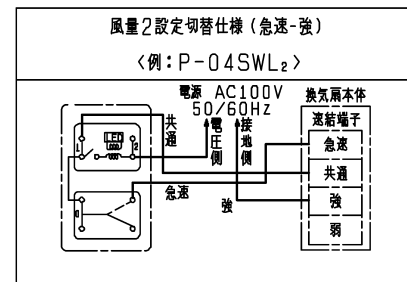 風量2設定切替仕様(急速-強)
〈例:P-04SWL₂〉
電源 AC100V
50/60Hz
換気扇本体
速結端子
共通
電圧側
接地側
LED
1
2
急速
共通
強
弱
急速
強
0